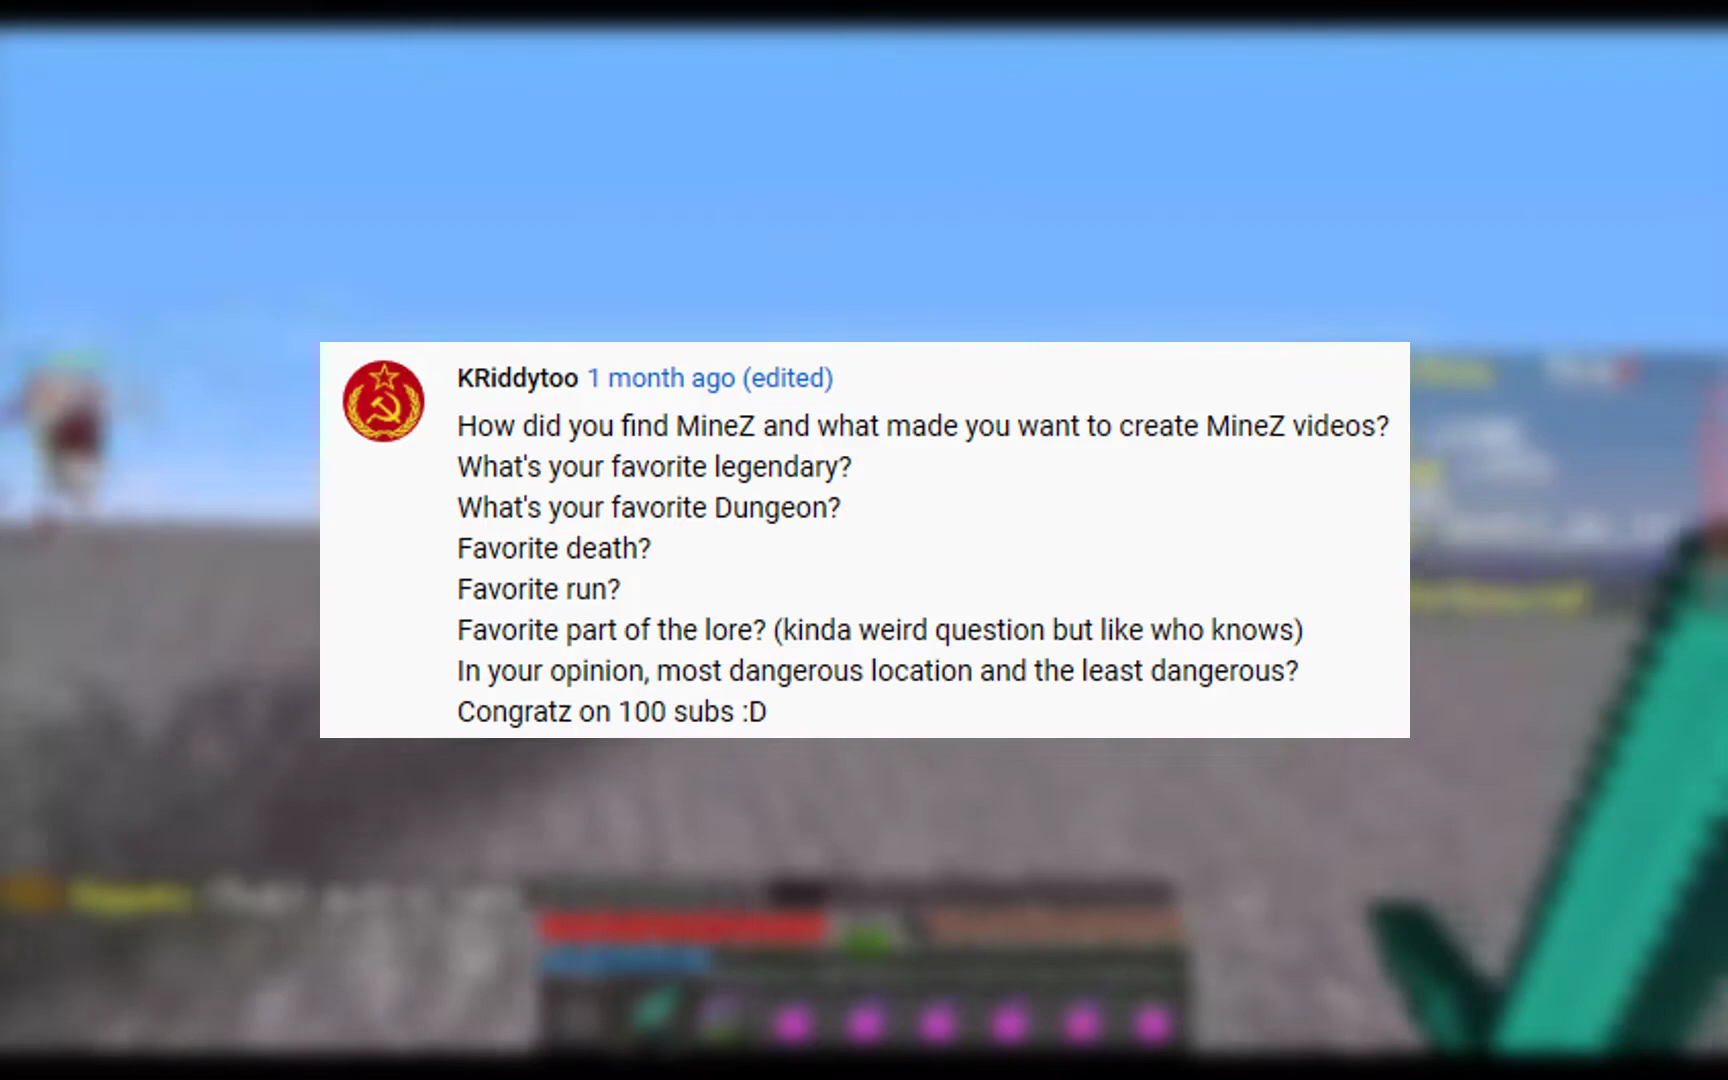 KRiddytoo 1 month ago (edited)
How did you find MineZ and what made you want to create MineZ videos?
What's your favorite legendary?
What's your favorite Dungeon?
Favorite death?
Favorite run?
Favorite part of the lore? (kinda weird question but like who knows)
In your opinion, most dangerous location and the least dangerous?
Congratz on 100 subs :D